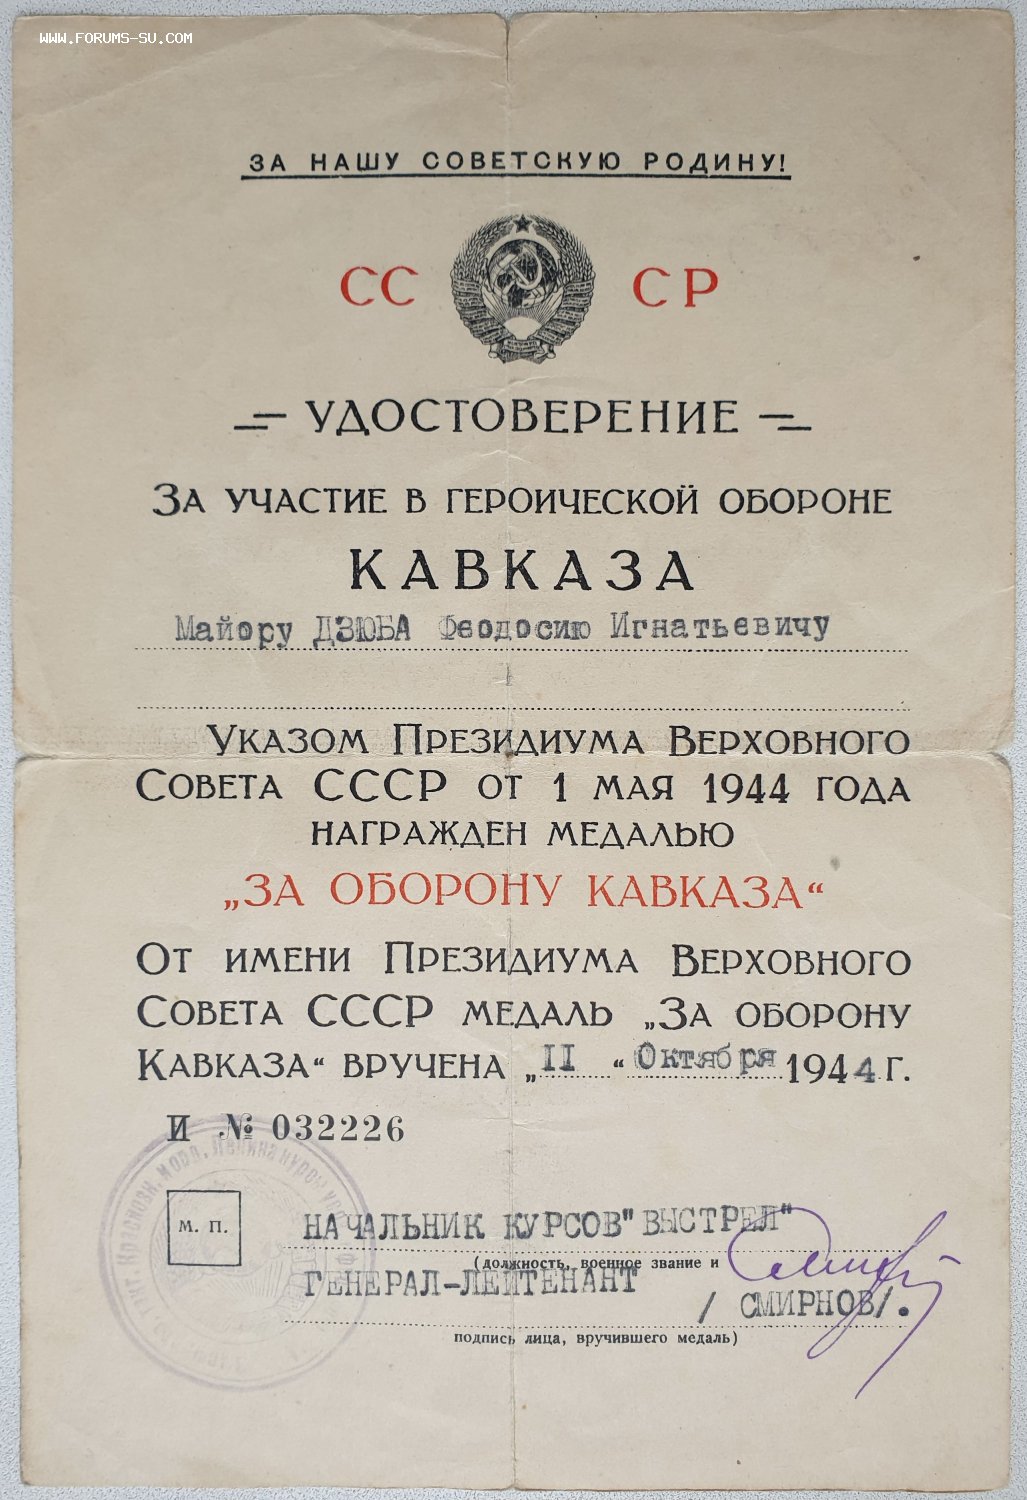 WWW.FORUMS-SU.COM
ЗА НАШУ СОВЕТСКУЮ РОДИНУ!
СС СР
УДОСТОВЕРЕНИЕ
ЗА УЧАСТИЕ В ГЕРОИЧЕСКОЙ ОБОРОНЕ
КАВКАЗА
Майору ДЗЮБА Феодосию Игнатьевичу
УКАЗОМ ПРЕЗИДИУМА ВЕРХОВНОГО
СОВЕТА СССР ОТ 1 МАЯ 1944 ГОДА
НАГРАЖДЕН МЕДАЛЬЮ
„ЗА ОБОРОНУ КАВКАЗА“
ОТ ИМЕНИ ПРЕЗИДИУМА ВЕРХОВНОГО
СОВЕТА СССР МЕДАЛЬ „ЗА ОБОРОНУ
КАВКАЗА“ ВРУЧЕНА „II“ Октября 1944 Г.
И № 032226
М. П.
НАЧАЛЬНИК КУРСОВ"ВЫСТРЕЛ"
(должность, военное звание и
ГЕНЕРАЛ-ЛЕЙТЕНАНТ
/ СМИРНОВ/.
подпись лица, вручившего медаль)